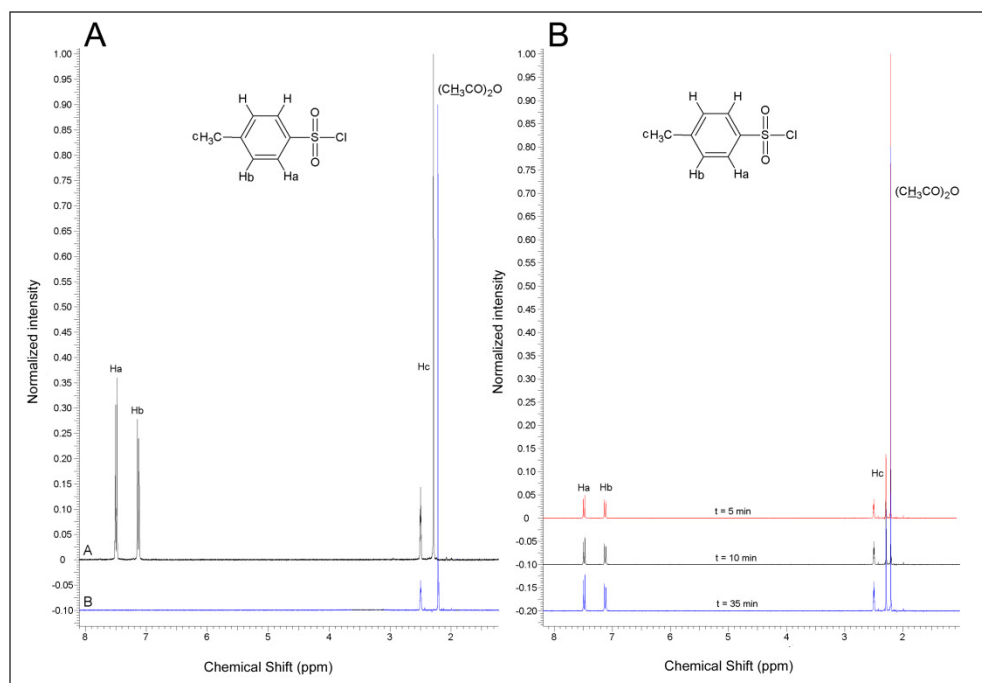 A
1.00
0.95
0.90
0.85
0.80
0.75
0.70
0.65
0.60
0.55
0.50
0.45
0.40
0.35
0.30
0.25
0.20
0.15
0.10
0.05
0
-0.05
-0.10
Normalized intensity
(CH3CO)2O
H H
O
cH3C S Cl
O
Hb Ha
Ha
Hb
Hc
A
B
8 7 6 5 4 3 2
Chemical Shift (ppm)
B
1.00
0.95
0.90
0.85
0.80
0.75
0.70
0.65
0.60
0.55
0.50
0.45
0.40
0.35
0.30
0.25
0.20
0.15
0.10
0.05
0
-0.05
-0.10
-0.15
-0.20
Normalized intensity
H H
O
cH3C S Cl
O
Hb Ha
(CH3CO)2O
Ha Hb
Hc
t = 5 min
t = 10 min
t = 35 min
8 6 4 2
Chemical Shift (ppm)